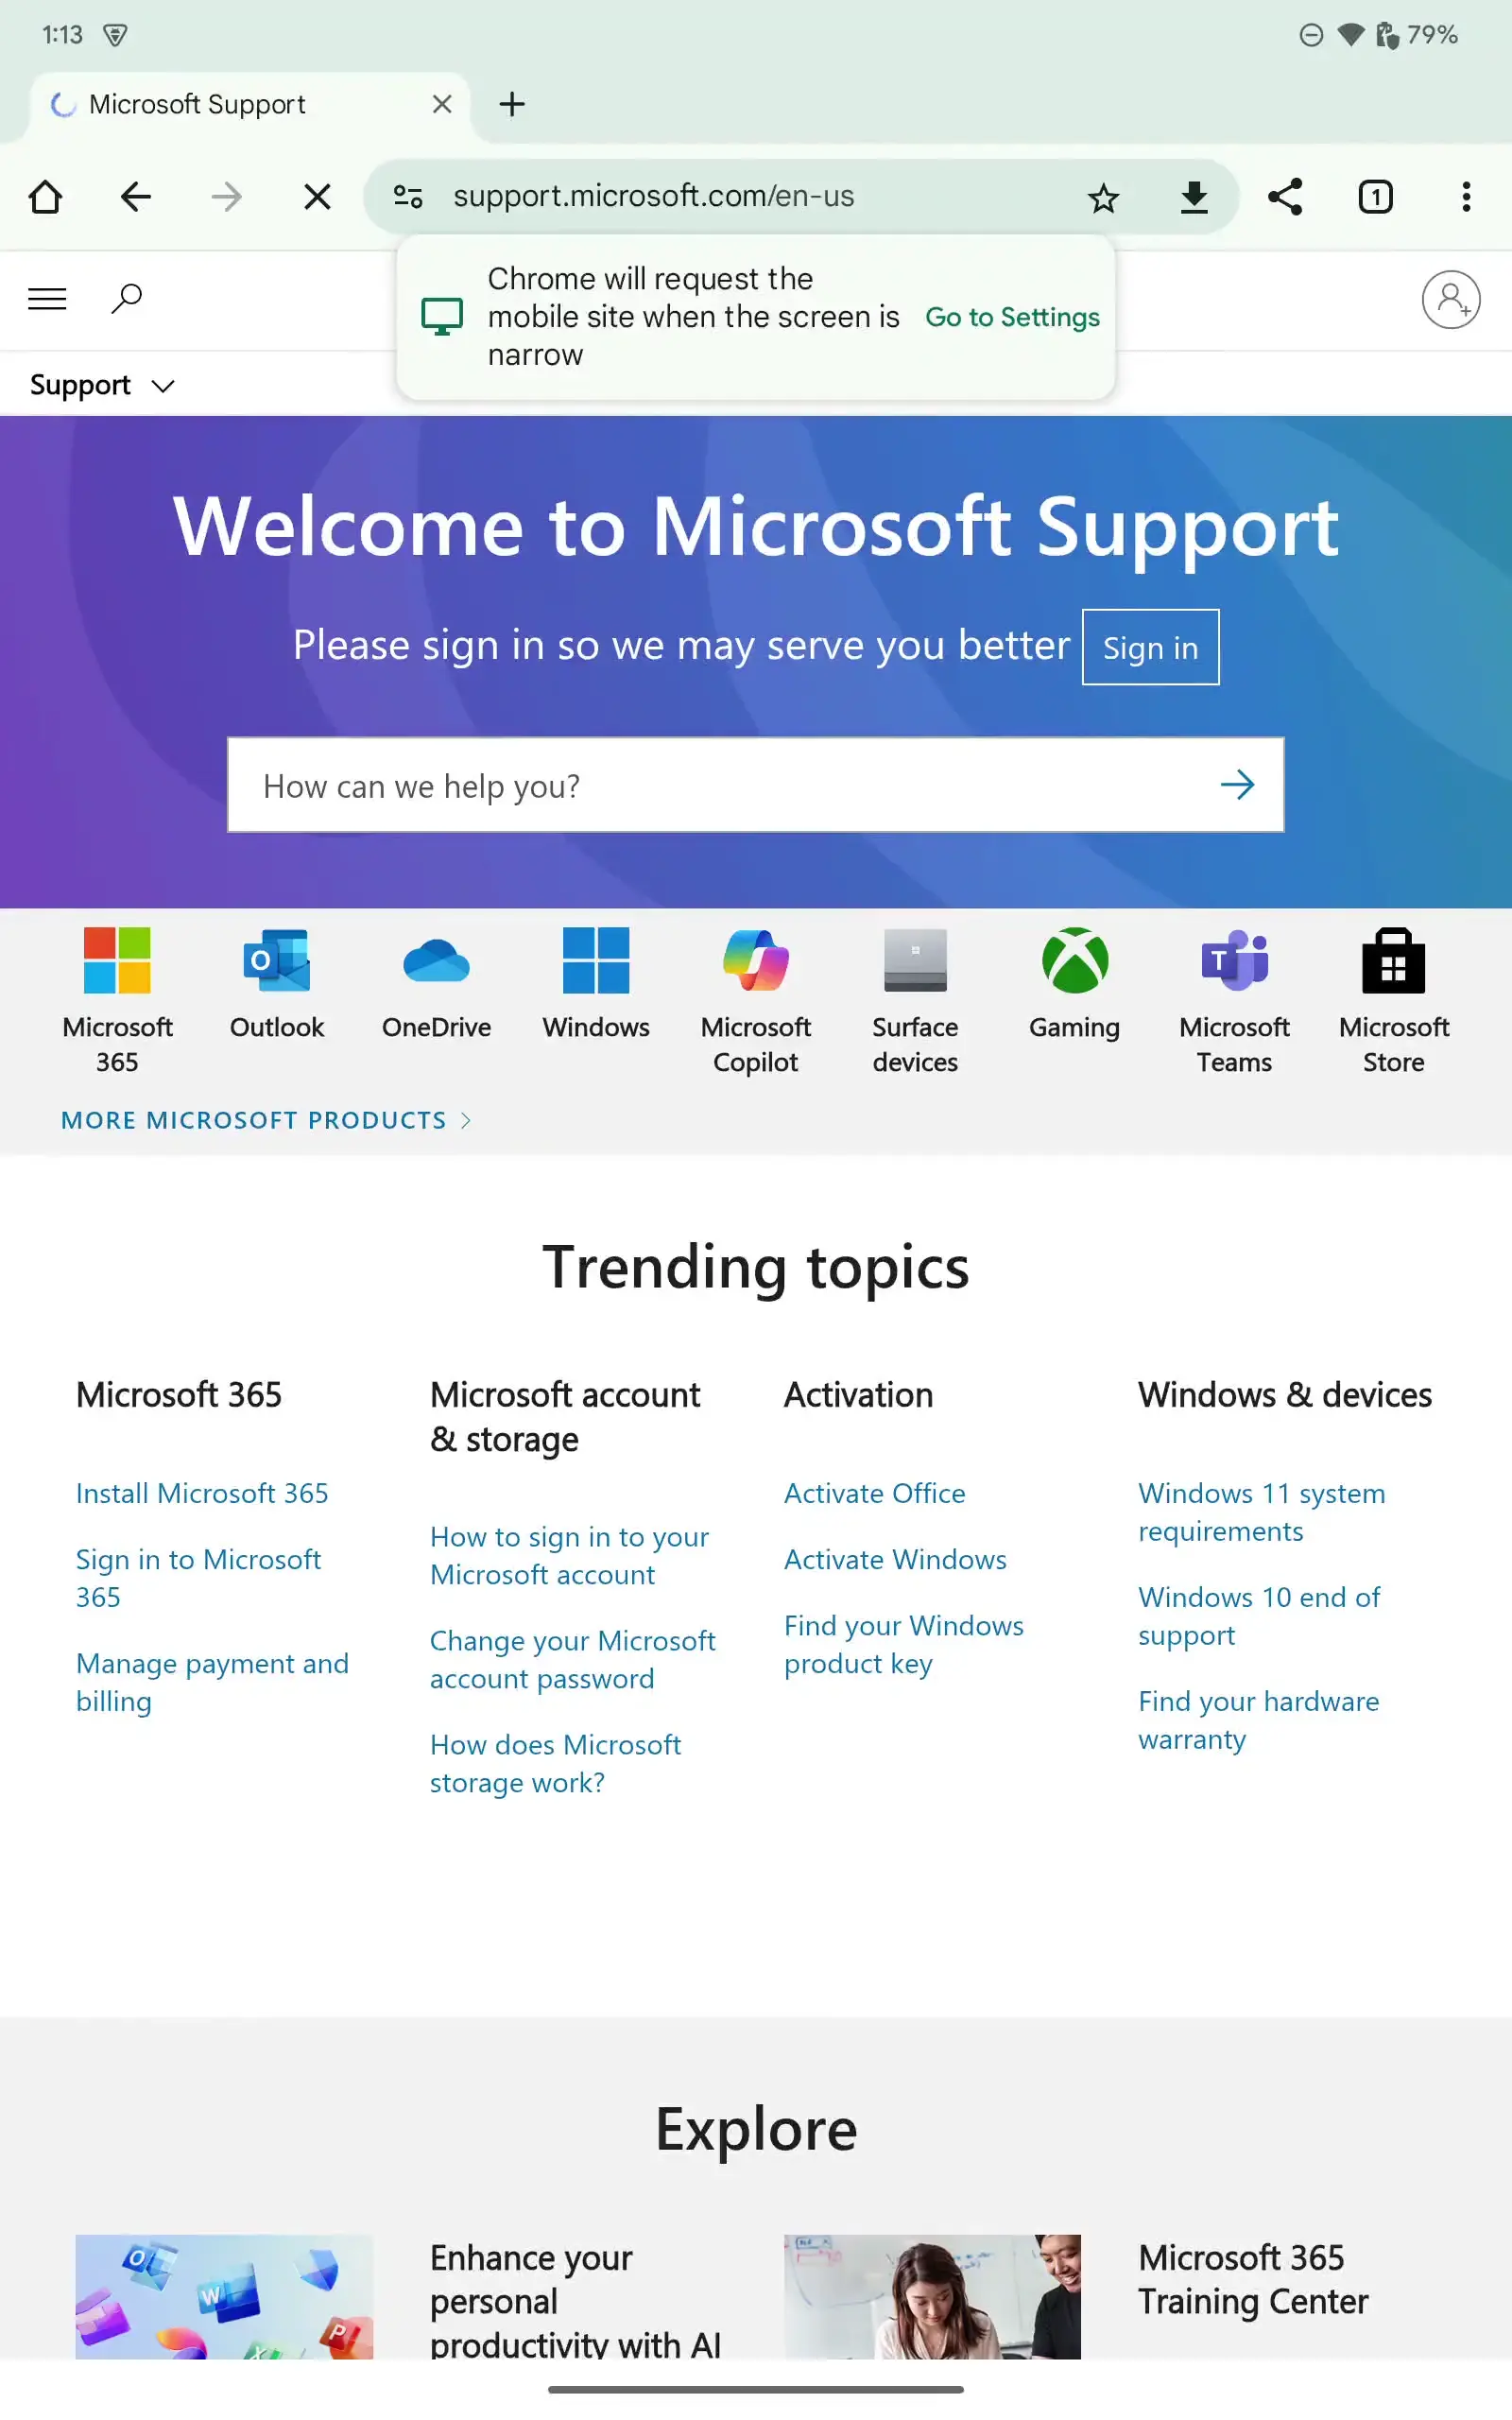 1:13
79%
Microsoft Support
support.microsoft.com/en-us
1
Chrome will request the
mobile site when the screen is
narrow
Go to Settings
Support
Welcome to Microsoft Support
Please sign in so we may serve you better
Sign in
How can we help you?
Microsoft
365
Outlook
OneDrive
Windows
Microsoft
Copilot
Surface
devices
Gaming
Microsoft
Teams
Microsoft
Store
MORE MICROSOFT PRODUCTS
Trending topics
Microsoft 365
Install Microsoft 365
Sign in to Microsoft
365
Manage payment and
billing
Microsoft account
& storage
How to sign in to your
Microsoft account
Change your Microsoft
account password
How does Microsoft
storage work?
Activation
Activate Office
Activate Windows
Find your Windows
product key
Windows & devices
Windows 11 system
requirements
Windows 10 end of
support
Find your hardware
warranty
Explore
Enhance your
personal
productivity with AI
Microsoft 365
Training Center